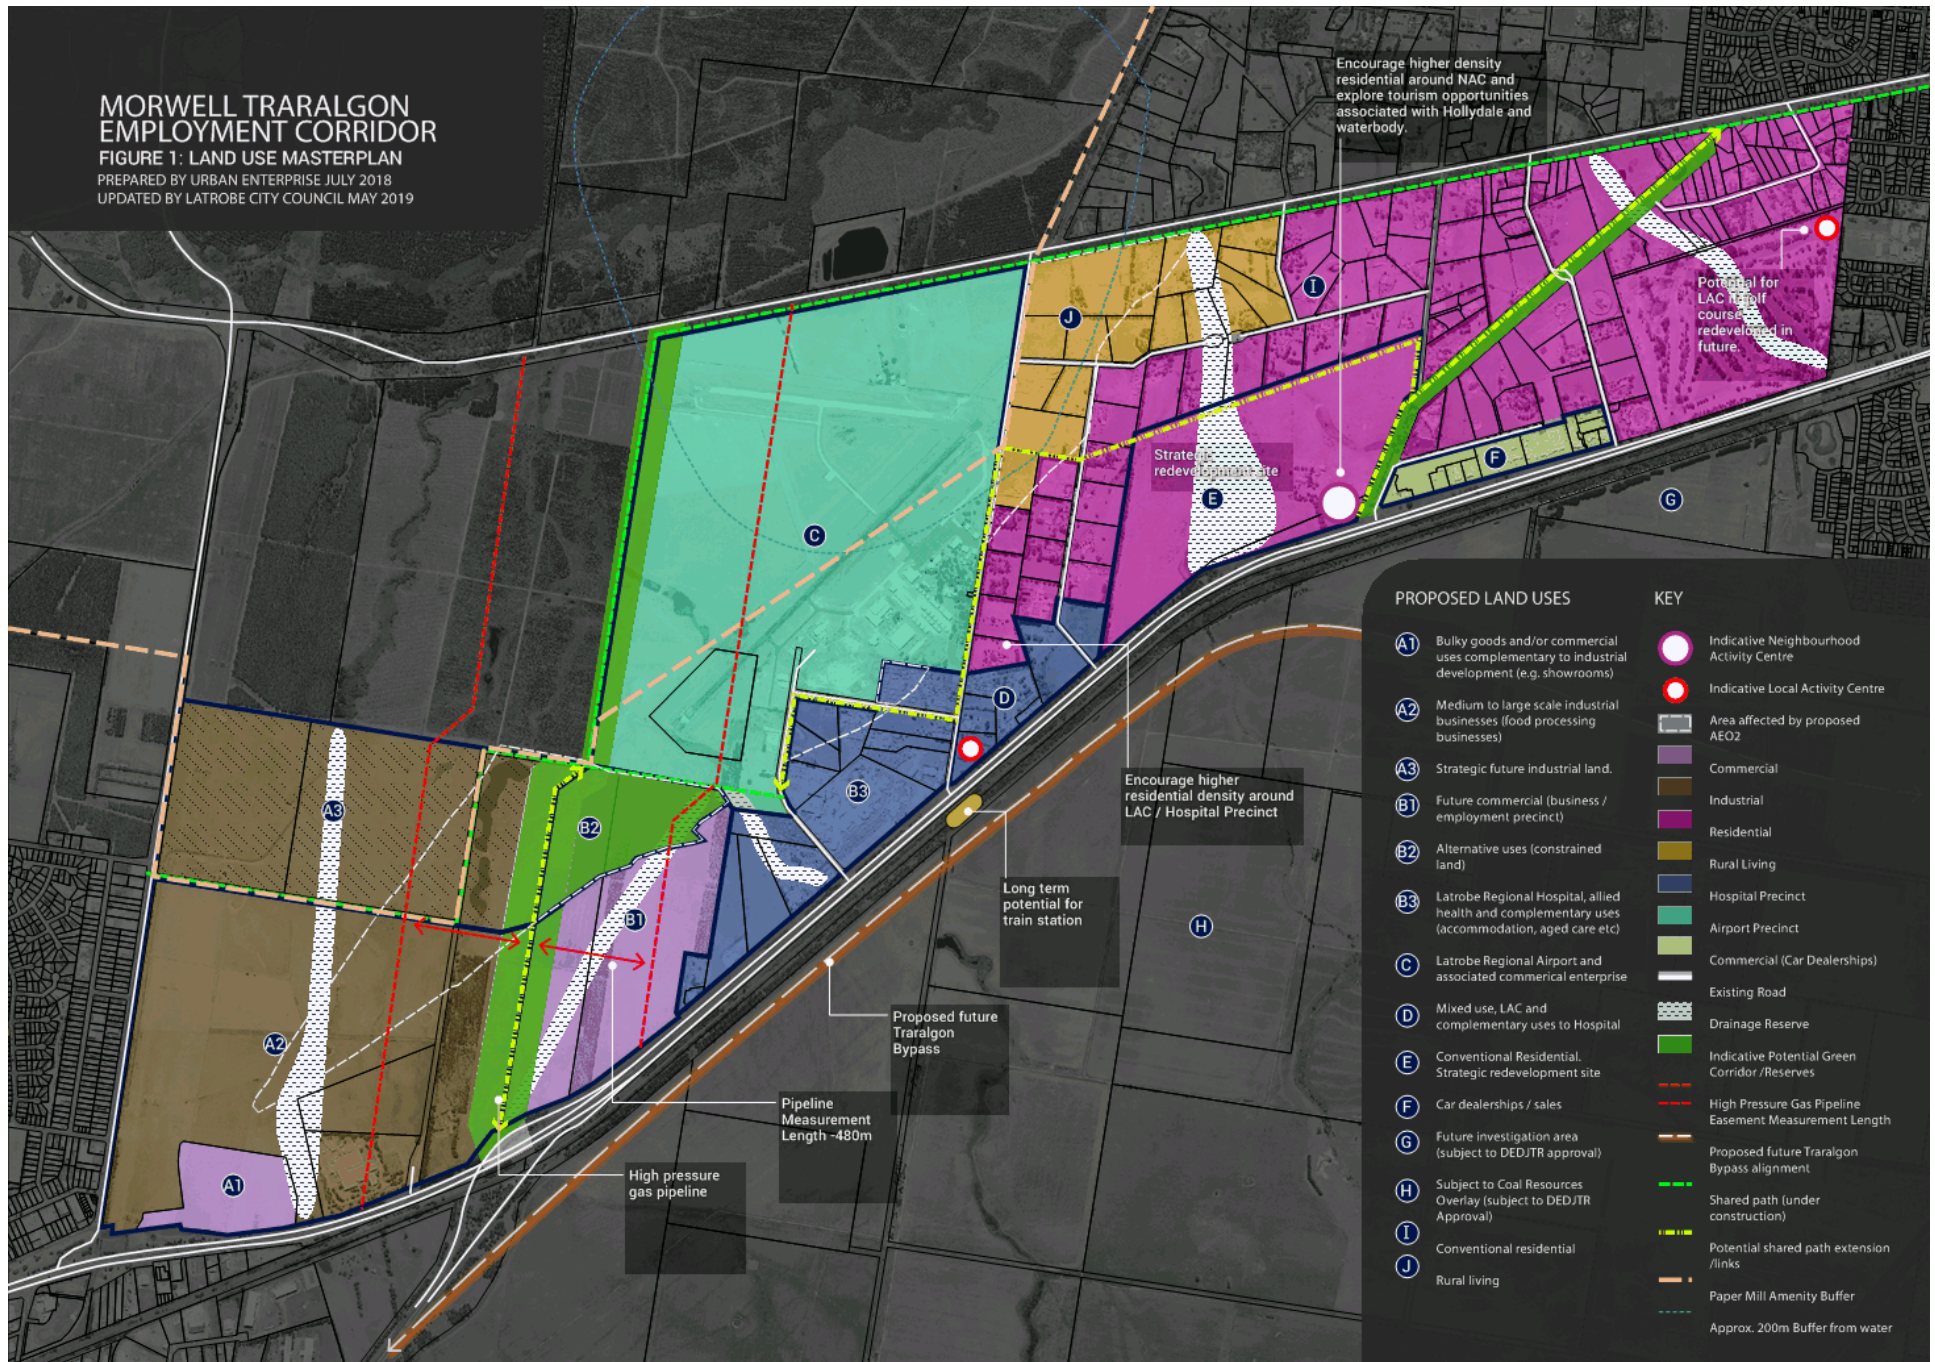 MORWELL TRARALGON
EMPLOYMENT CORRIDOR
FIGURE 1: LAND USE MASTERPLAN
PREPARED BY URBAN ENTERPRISE JULY 2018
UPDATED BY LATROBE CITY COUNCIL MAY 2019
Encourage higher density
residential around NAC and
explore tourism opportunities
associated with Hollydale and
waterbody.
Potential for
LAC if golf
course
redeveloped in
future.
I
J
Strategic
redevelopment site
F
E
G
C
D
B3
A3
B2
B1
H
A2
A1
Encourage higher
residential density around
LAC / Hospital Precinct
Long term
potential for
train station
Proposed future
Traralgon
Bypass
Pipeline
Measurement
Length ~480m
High pressure
gas pipeline
PROPOSED LAND USES
A1
Bulky goods and/or commercial
uses complementary to industrial
development (e.g. showrooms)
A2
Medium to large scale industrial
businesses (food processing
businesses)
A3
Strategic future industrial land.
B1
Future commercial (business /
employment precinct)
B2
Alternative uses (constrained
land)
B3
Latrobe Regional Hospital, allied
health and complementary uses
(accommodation, aged care etc)
C
Latrobe Regional Airport and
associated commerical enterprise
D
Mixed use, LAC and
complementary uses to Hospital
E
Conventional Residential.
Strategic redevelopment site
F
Car dealerships / sales
G
Future investigation area
(subject to DEDJTR approval)
H
Subject to Coal Resources
Overlay (subject to DEDJTR
Approval)
I
Conventional residential
J
Rural living
KEY
Indicative Neighbourhood
Activity Centre
Indicative Local Activity Centre
Area affected by proposed
AEO2
Commercial
Industrial
Residential
Rural Living
Hospital Precinct
Airport Precinct
Commercial (Car Dealerships)
Existing Road
Drainage Reserve
Indicative Potential Green
Corridor /Reserves
High Pressure Gas Pipeline
Easement Measurement Length
Proposed future Traralgon
Bypass alignment
Shared path (under
construction)
Potential shared path extension
/links
Paper Mill Amenity Buffer
Approx. 200m Buffer from water